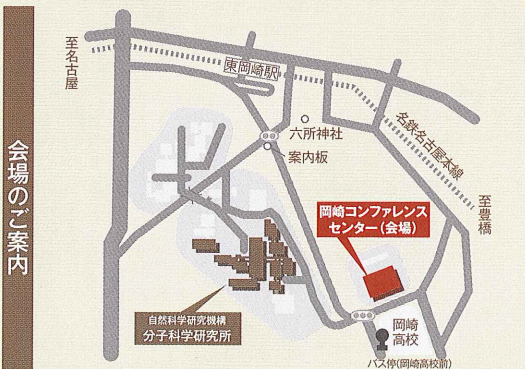 会場のご案内
至名古屋
東岡崎駅
六所神社
案内板
名鉄名古屋本線
至豊橋
岡崎コンファレンス
センター(会場)
自然科学研究機構
分子科学研究所
岡崎
高校
バス停(岡崎高校前)